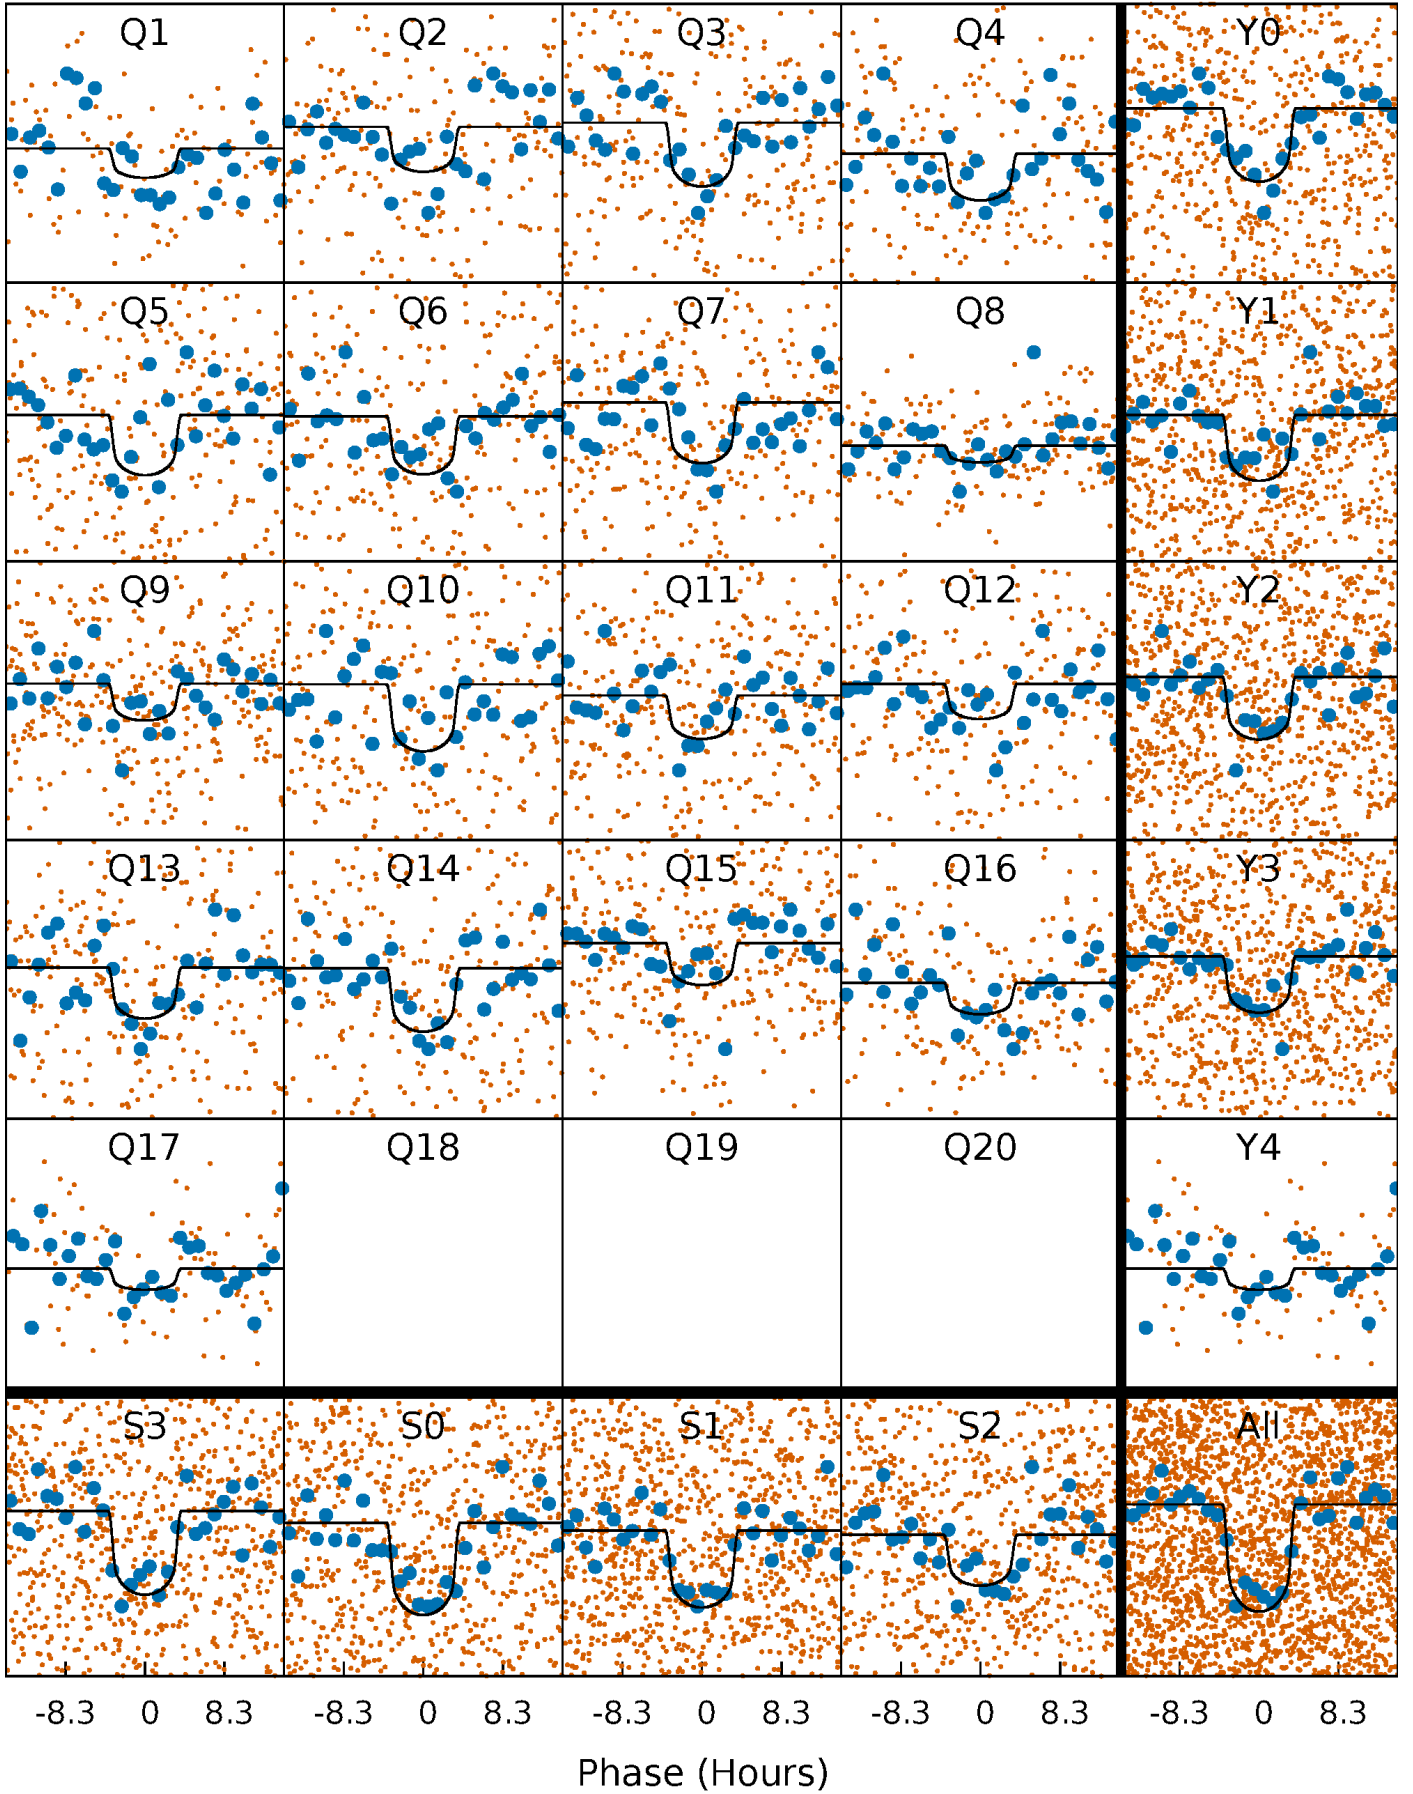 Q1 Q2 Q3 Q4 Y0
Q5 Q6 Q7 Q8 Y1
Q9 Q10 Q11 Q12 Y2
Q13 Q14 Q15 Q16 Y3
Q17 Q18 Q19 Q20 Y4
S3 S0 S1 S2 All
-8.3 0 8.3 -8.3 0 8.3 -8.3 0 8.3 -8.3 0 8.3 -8.3 0 8.3
Phase (Hours)